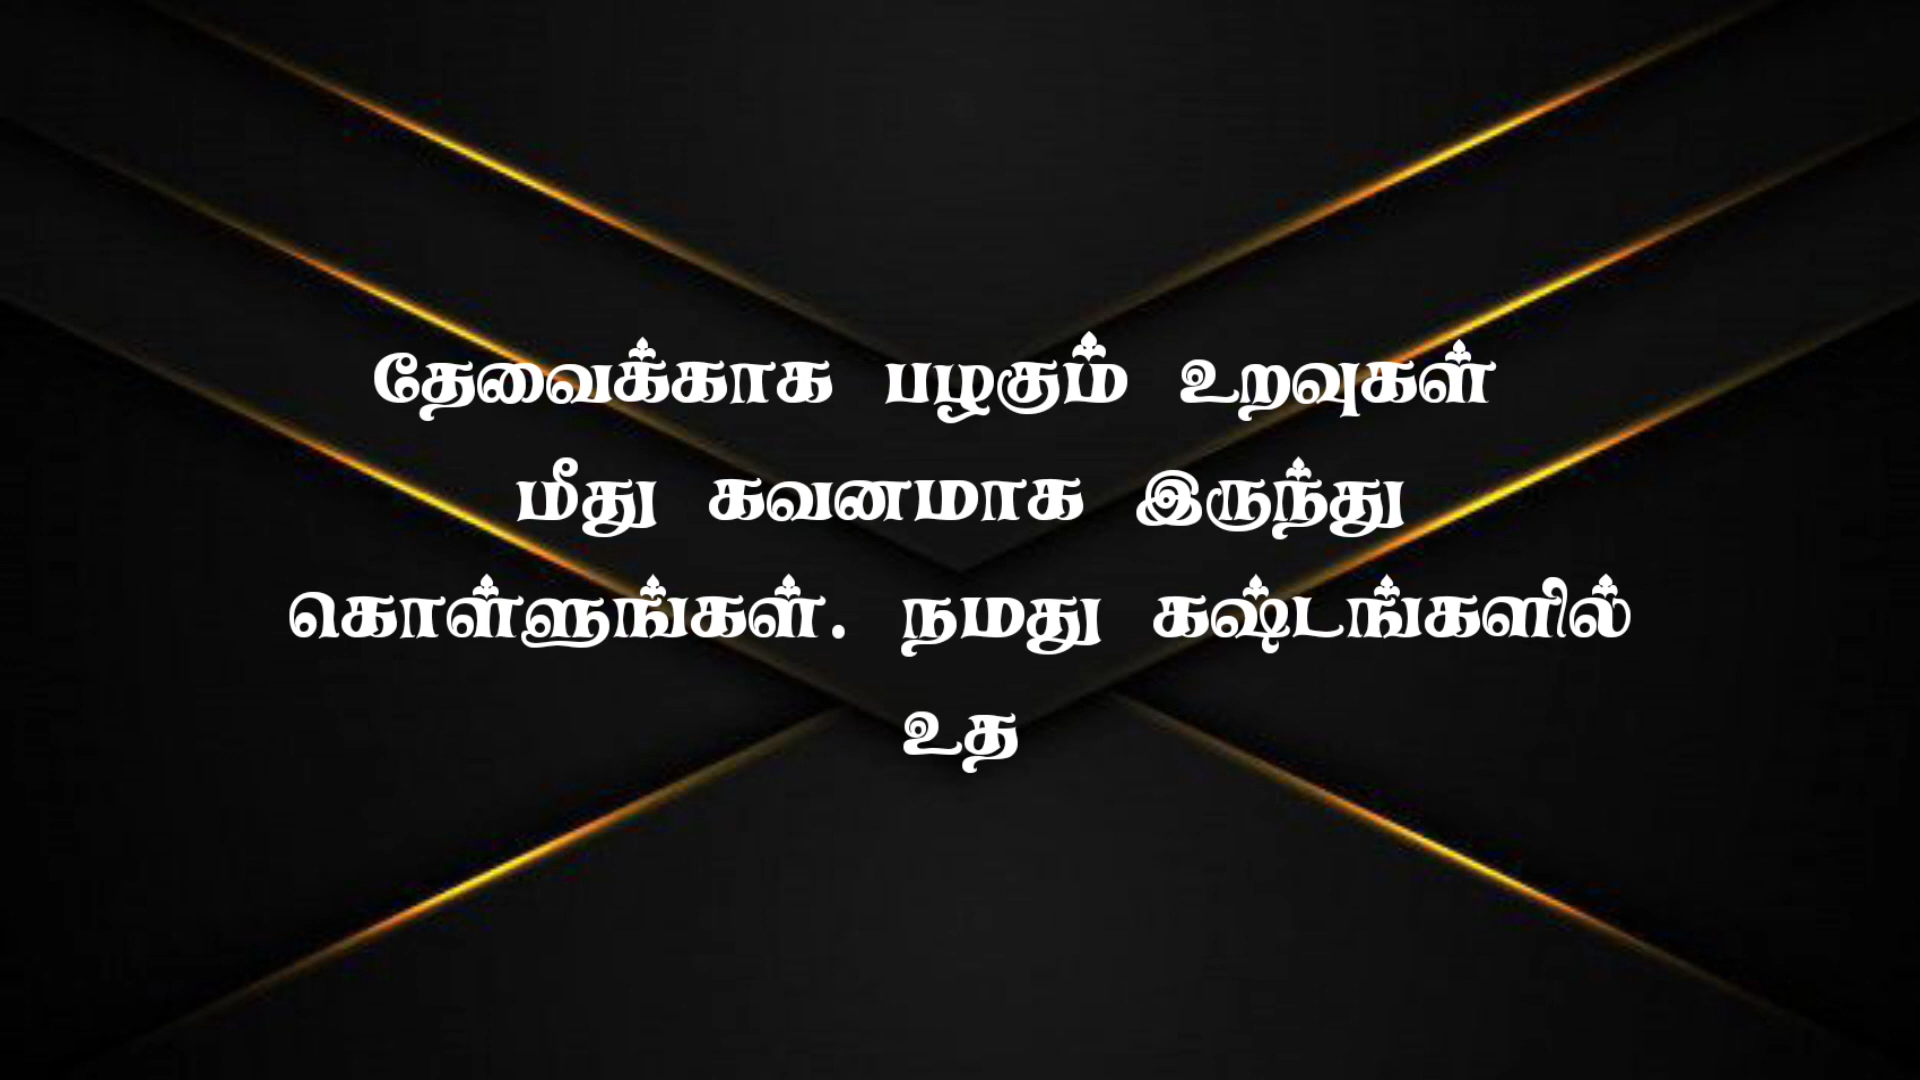 தேவைக்காக பழகும் உறவுகள்
மீது கவனமாக இருந்து
கொள்ளுங்கள். நமது கஷ்டங்களில்
உத